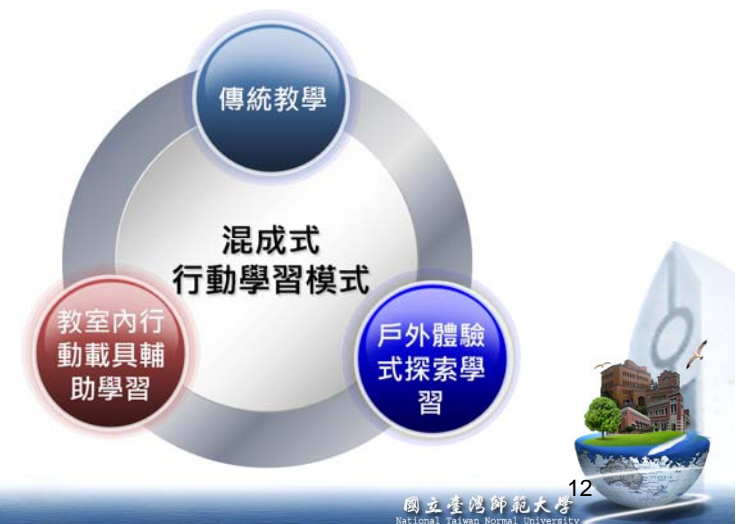 傳統教學
混成式
行動學習模式
教室內行
動載具輔
助學習
戶外體驗
式探索學
習
12
國立臺灣師範大學
National Taiwan Normal University